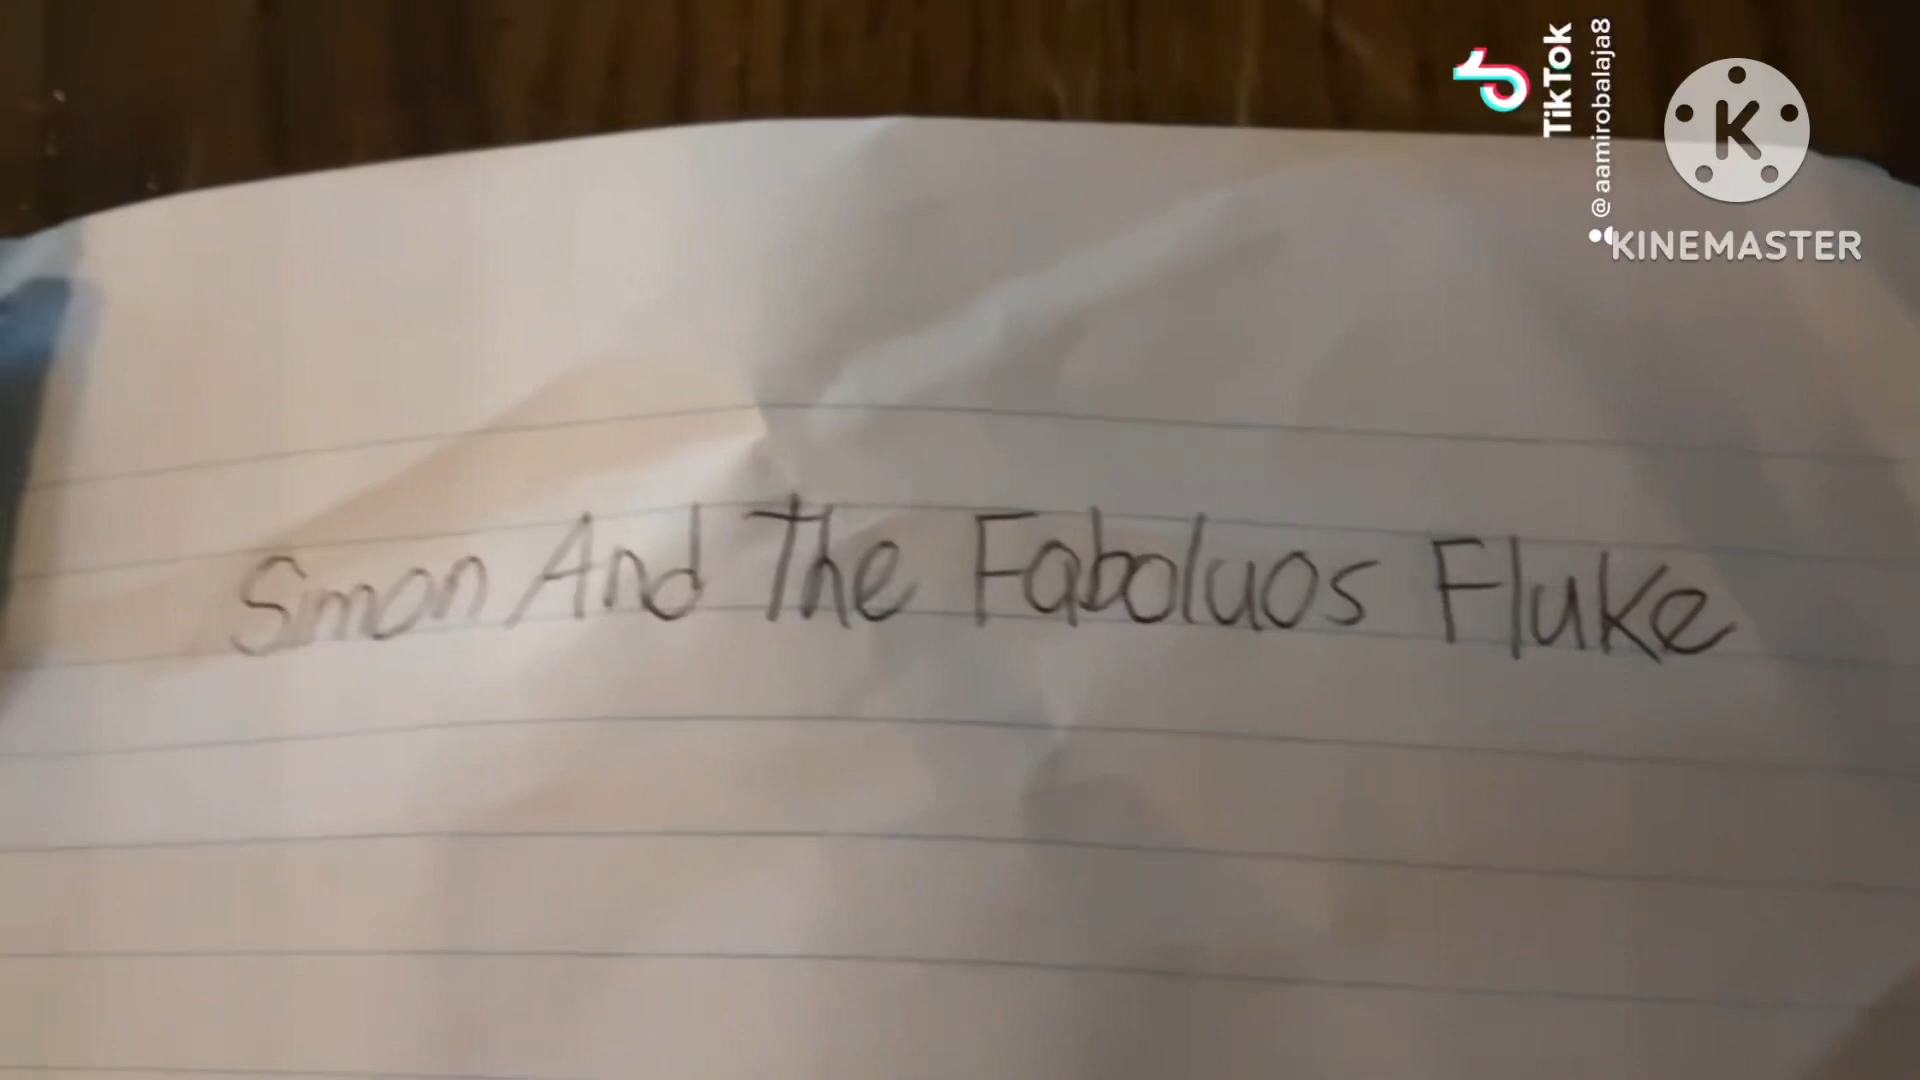 Simon And The Faboluos Fluke
TikTok
@aamirobalaja8
K
KINEMASTER